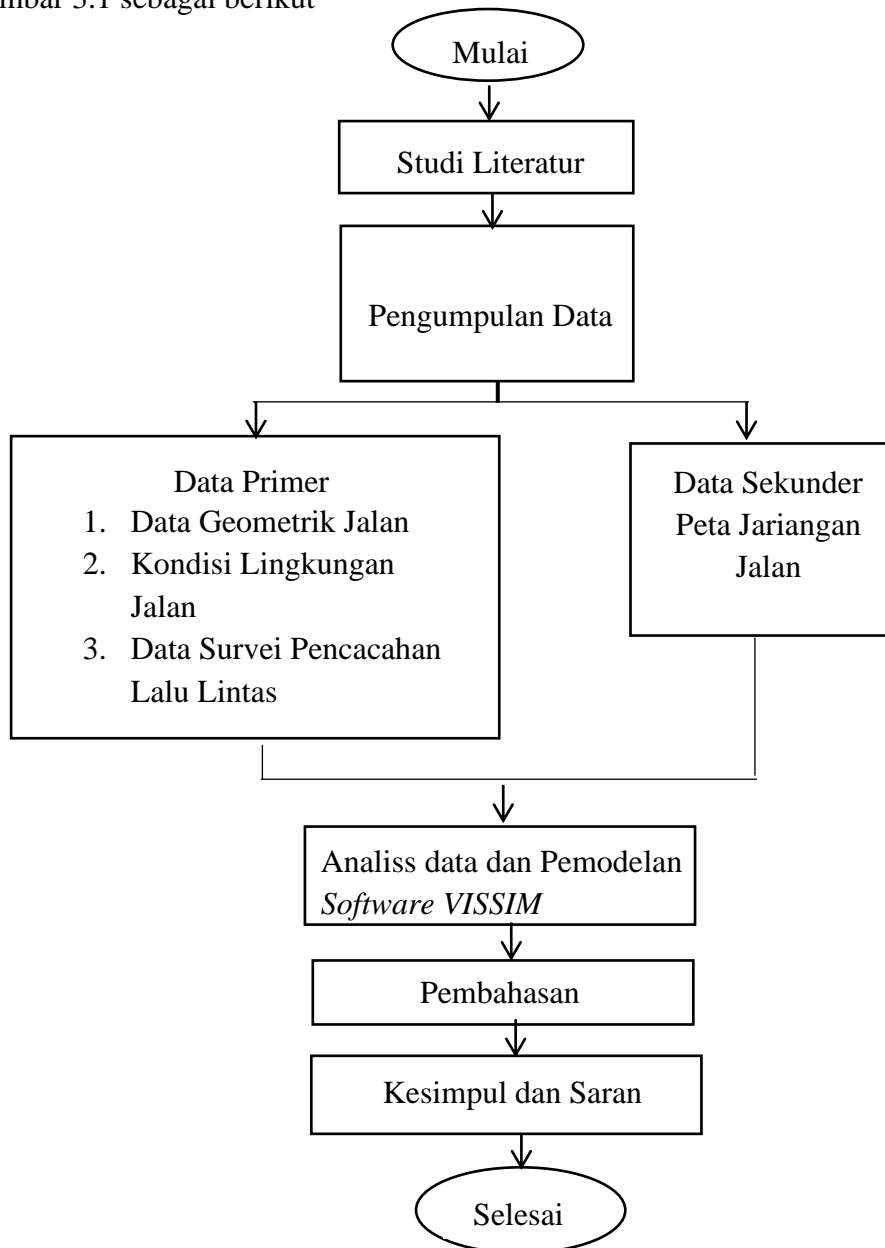 mbar 3.1 sebagai berikut
Mulai
Studi Literatur
Pengumpulan Data
Data Primer
1. Data Geometrik Jalan
2. Kondisi Lingkungan
Jalan
3. Data Survei Pencacahan
Lalu Lintas
Data Sekunder
Peta Jariangan
Jalan
Analiss data dan Pemodelan
Software VISSIM
Pembahasan
Kesimpul dan Saran
Selesai